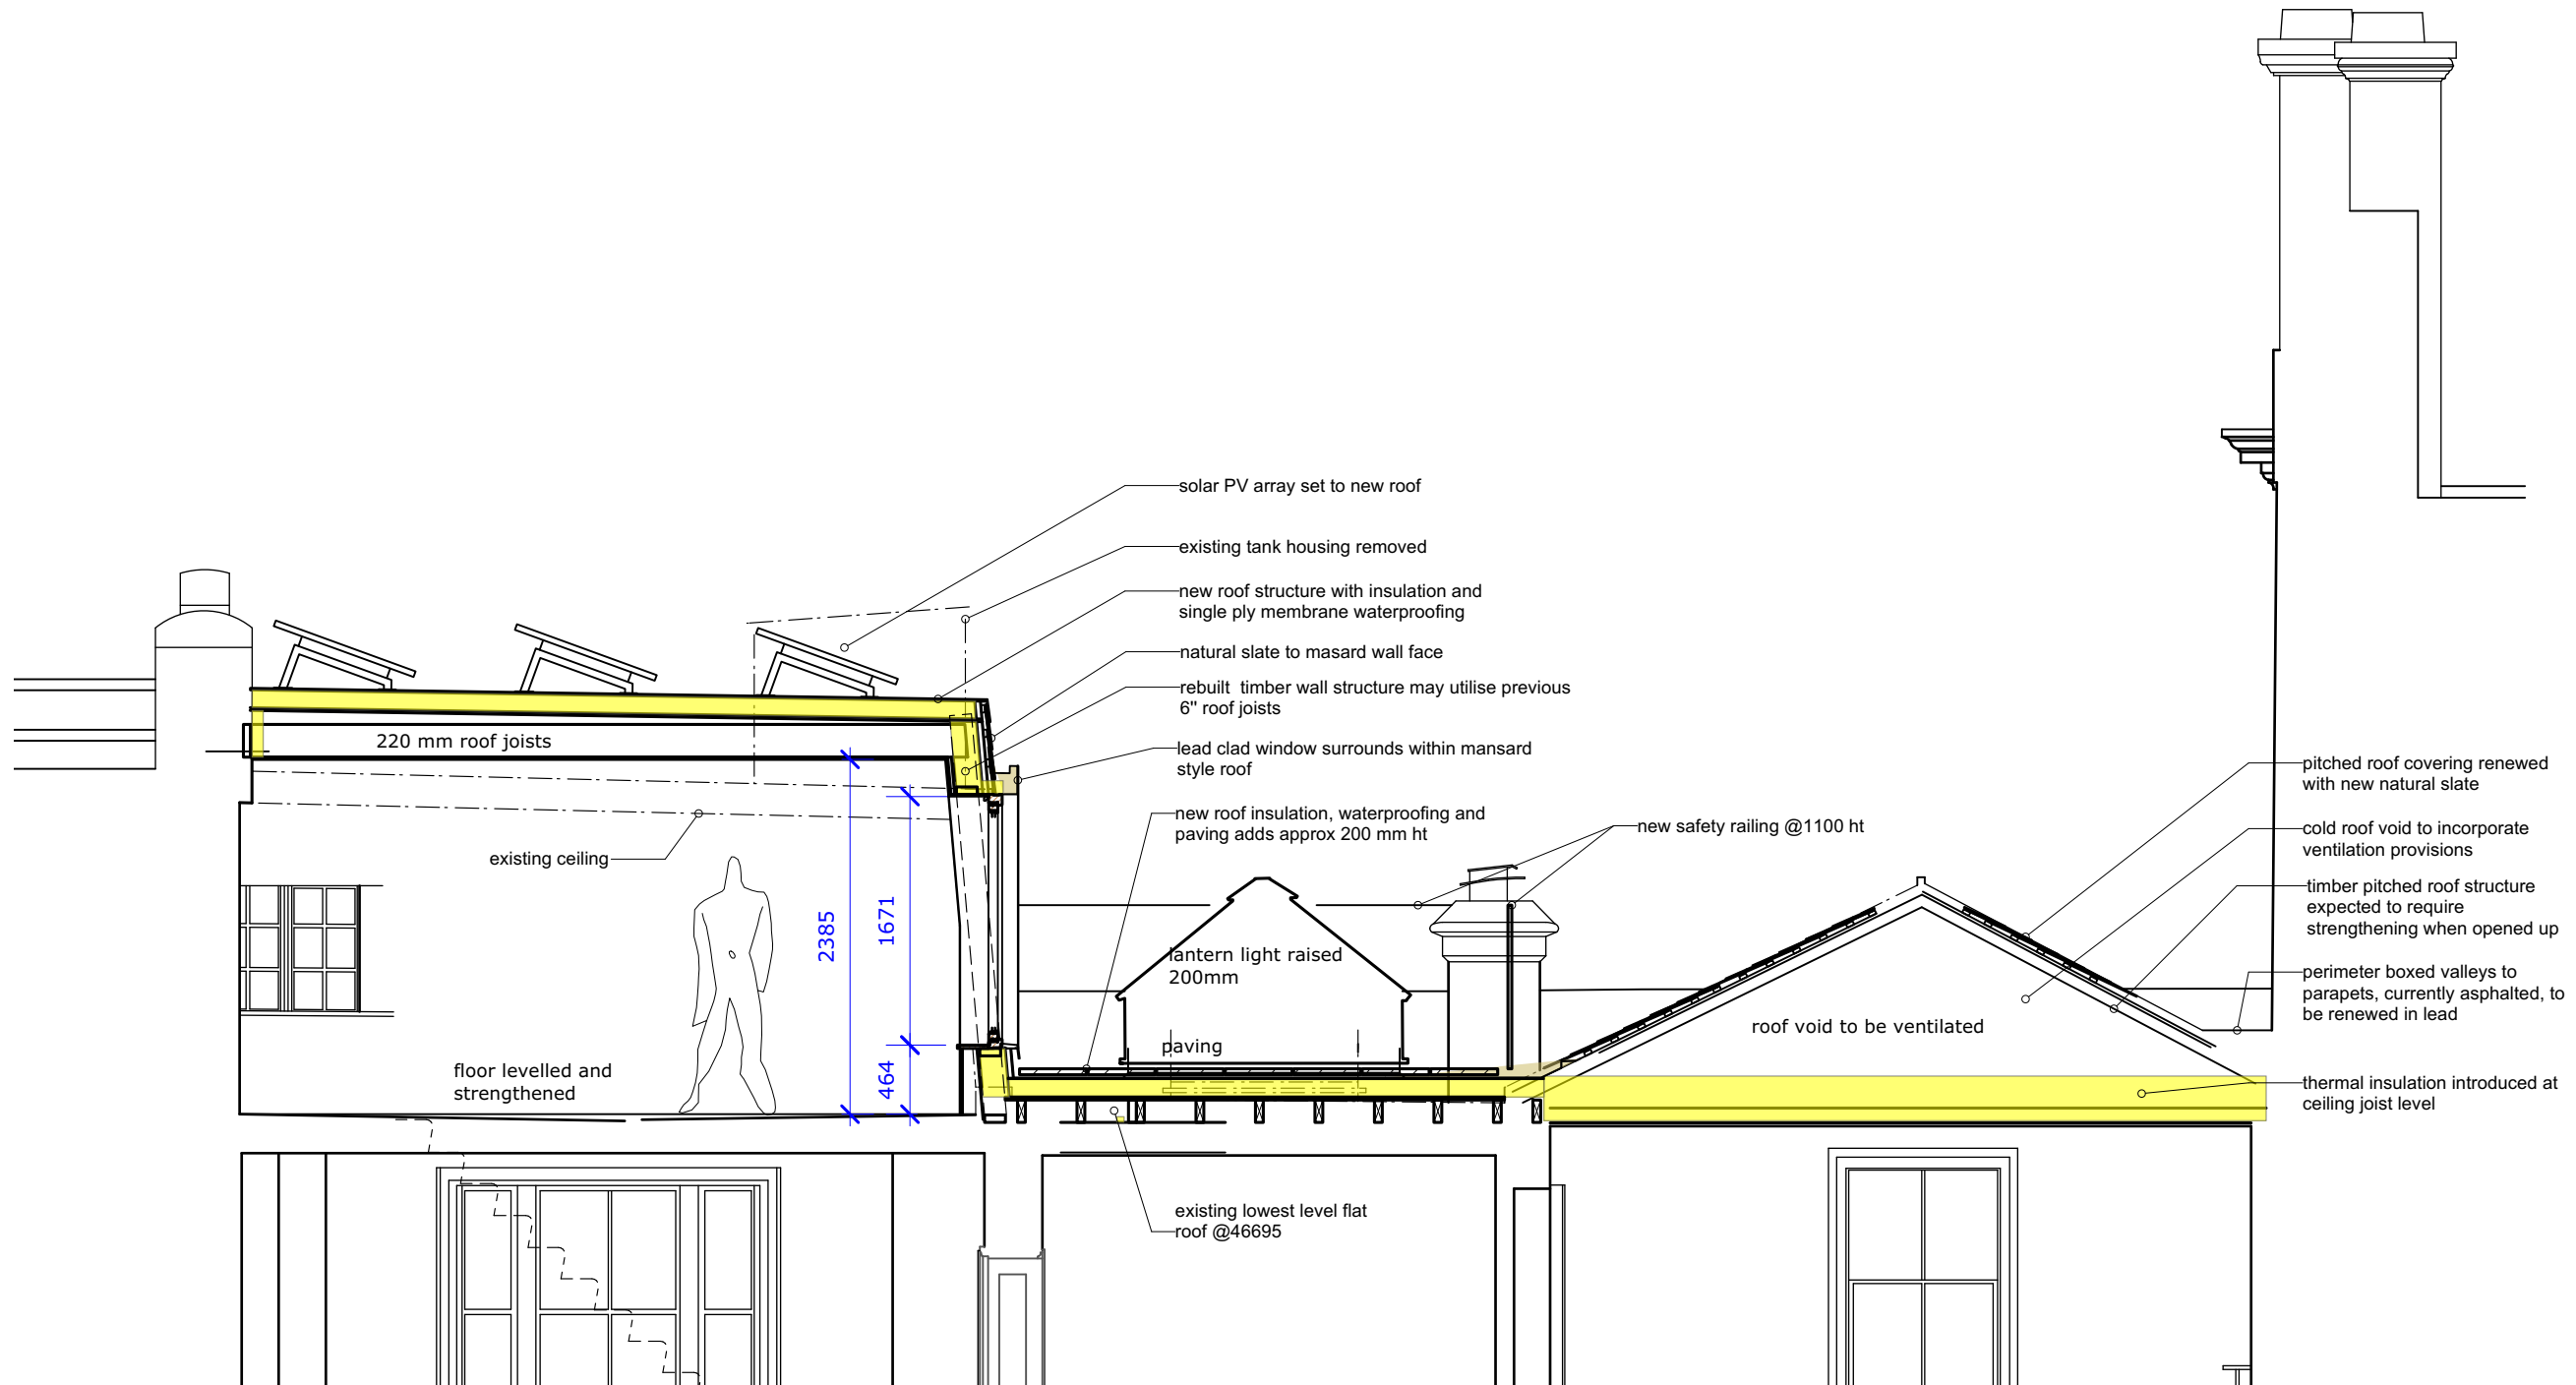 solar PV array set to new roof
existing tank housing removed
new roof structure with insulation and
single ply membrane waterproofing
natural slate to masard wall face
rebuilt timber wall structure may utilise previous
6" roof joists
220 mm roof joists
lead clad window surrounds within mansard
style roof
pitched roof covering renewed
with new natural slate
new roof insulation, waterproofing and
paving adds approx 200 mm ht
new safety railing @1100 ht
cold roof void to incorporate
ventilation provisions
existing ceiling
timber pitched roof structure
expected to require
strengthening when opened up
2385
1671
lantern light raised
200mm
perimeter boxed valleys to
parapets, currently asphalted, to
be renewed in lead
roof void to be ventilated
paving
floor levelled and
strengthened
464
thermal insulation introduced at
ceiling joist level
existing lowest level flat
roof @46695